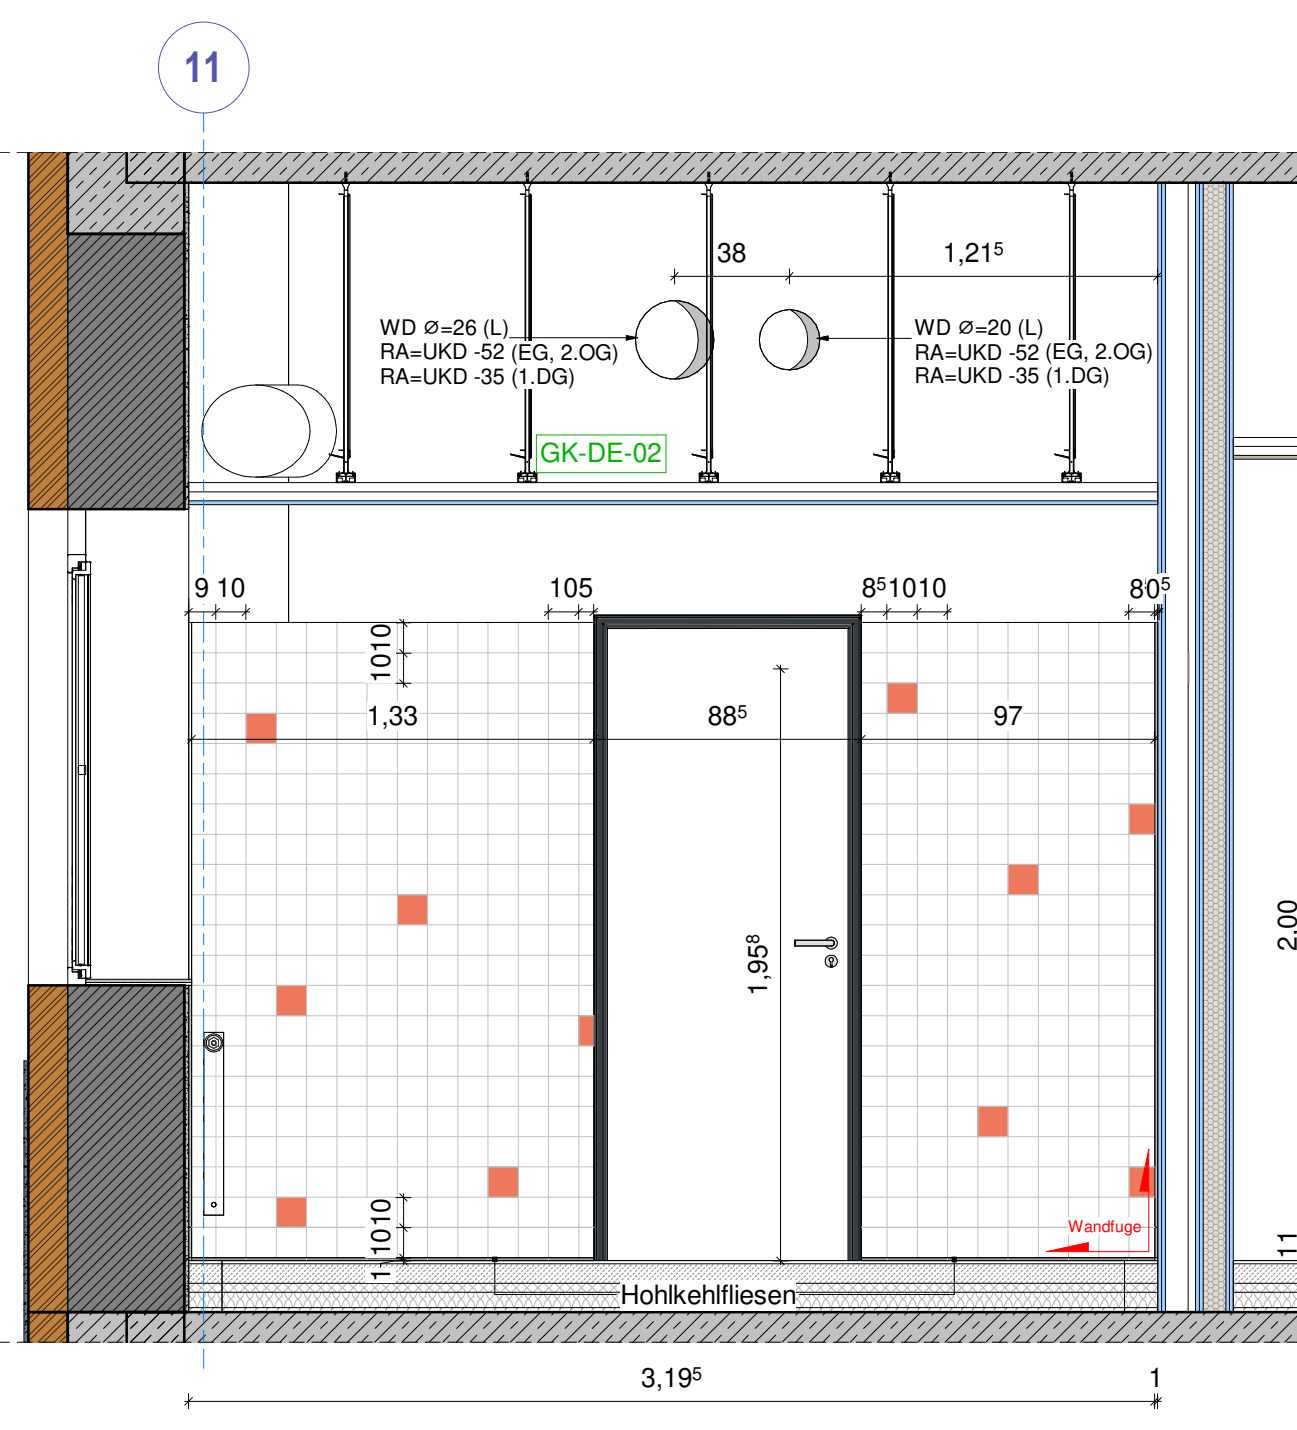 11
38
1,21⁵
WD ⌀=26 (L)
RA=UKD -52 (EG, 2.OG)
RA=UKD -35 (1.DG)
WD ⌀=20 (L)
RA=UKD -52 (EG, 2.OG)
RA=UKD -35 (1.DG)
GK-DE-02
9 10
105
8⁵1010
1010
1,33
88⁵
97
1,95⁸
2,00
1010
1
11
Wandfuge
Hohlkehlfliesen
3,19⁵
1